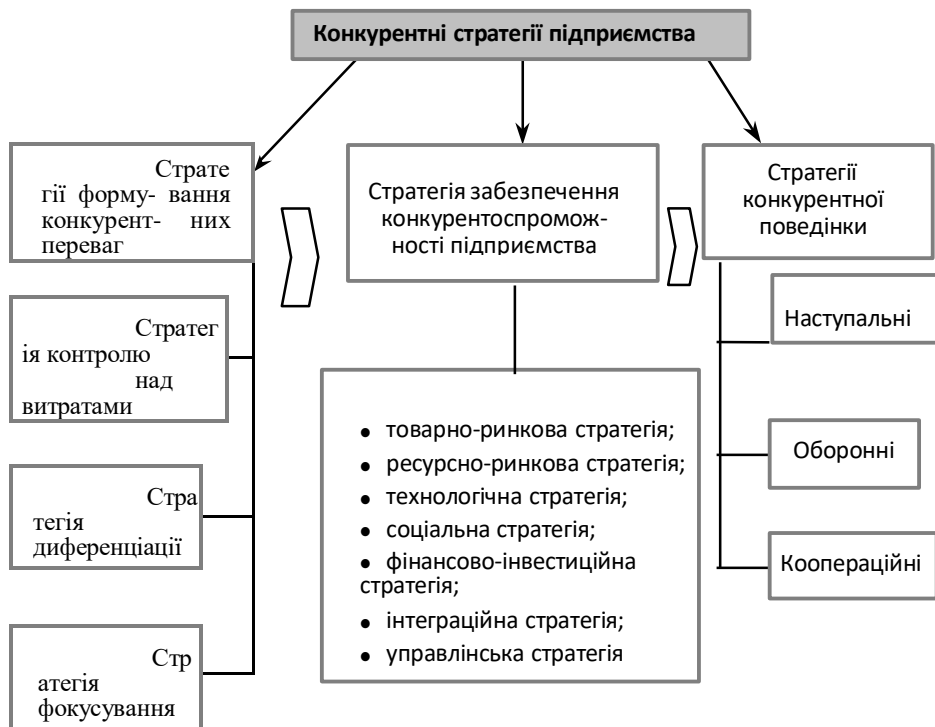 Конкурентні стратегії підприємства
Страте
гії форму- вання
конкурент- них
переваг
Стратег
ія контролю
над
витратами
Стра
тегія
диференціації
Стр
атегія
фокусування
Стратегія забезпечення
конкурентоспромож-
ності підприємства
• товарно-ринкова стратегія;
• ресурсно-ринкова стратегія;
• технологічна стратегія;
• соціальна стратегія;
• фінансово-інвестиційна
стратегія;
• інтеграційна стратегія;
• управлінська стратегія
Стратегії
конкурентної
поведінки
Наступальні
Оборонні
Коопераційні